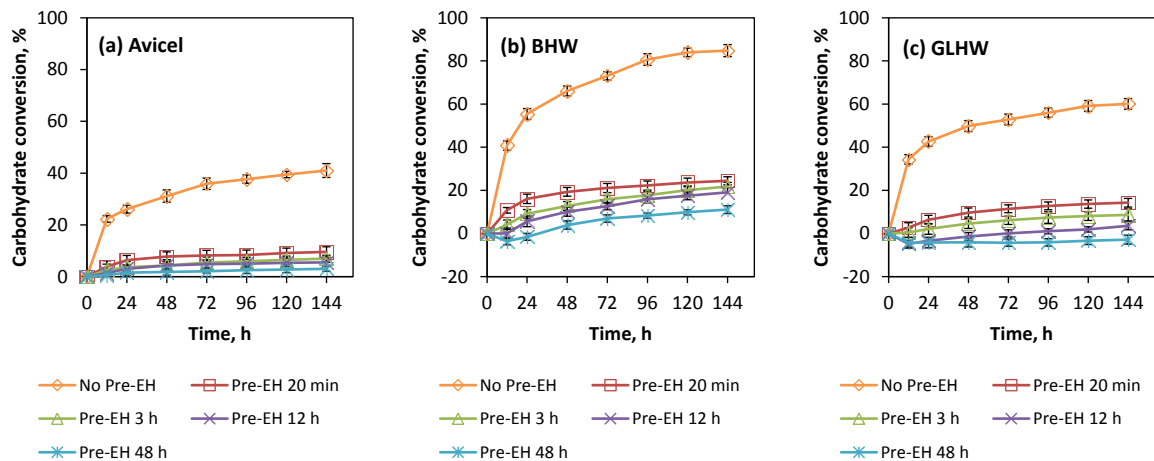 (a) Avicel
Carbohydrate conversion, %
100
80
60
40
20
0
0 24 48 72 96 120 144
Time, h
No Pre-EH Pre-EH 20 min
Pre-EH 3 h Pre-EH 12 h
Pre-EH 48 h
(b) BHW
Carbohydrate conversion, %
100
80
60
40
20
0
-20
0 24 48 72 96 120 144
Time, h
No Pre-EH Pre-EH 20 min
Pre-EH 3 h Pre-EH 12 h
Pre-EH 48 h
(c) GLHW
Carbohydrate conversion, %
100
80
60
40
20
0
-20
0 24 48 72 96 120 144
Time, h
No Pre-EH Pre-EH 20 min
Pre-EH 3 h Pre-EH 12 h
Pre-EH 48 h